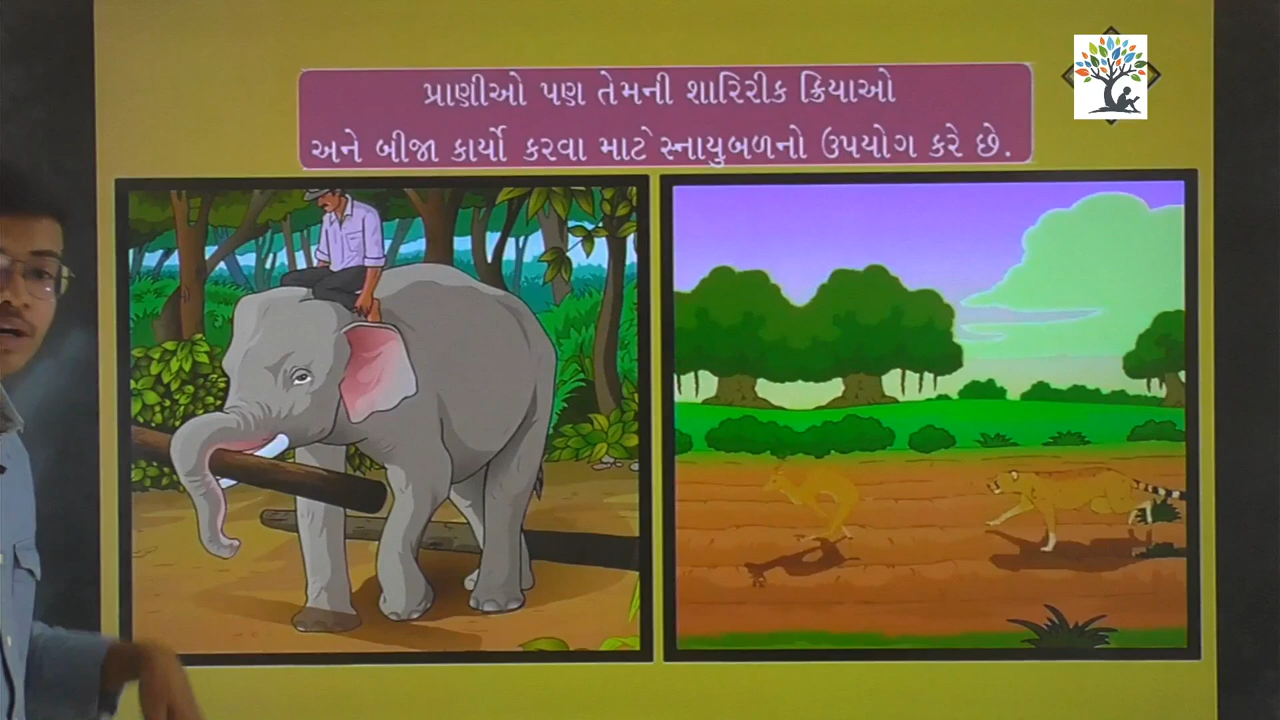 પ્રાણીઓ પણ તેમની શારિરીક ક્રિયાઓ
અને બીજા કાર્યો કરવા માટે સ્નાયુબળનો ઉપયોગ કરે છે.